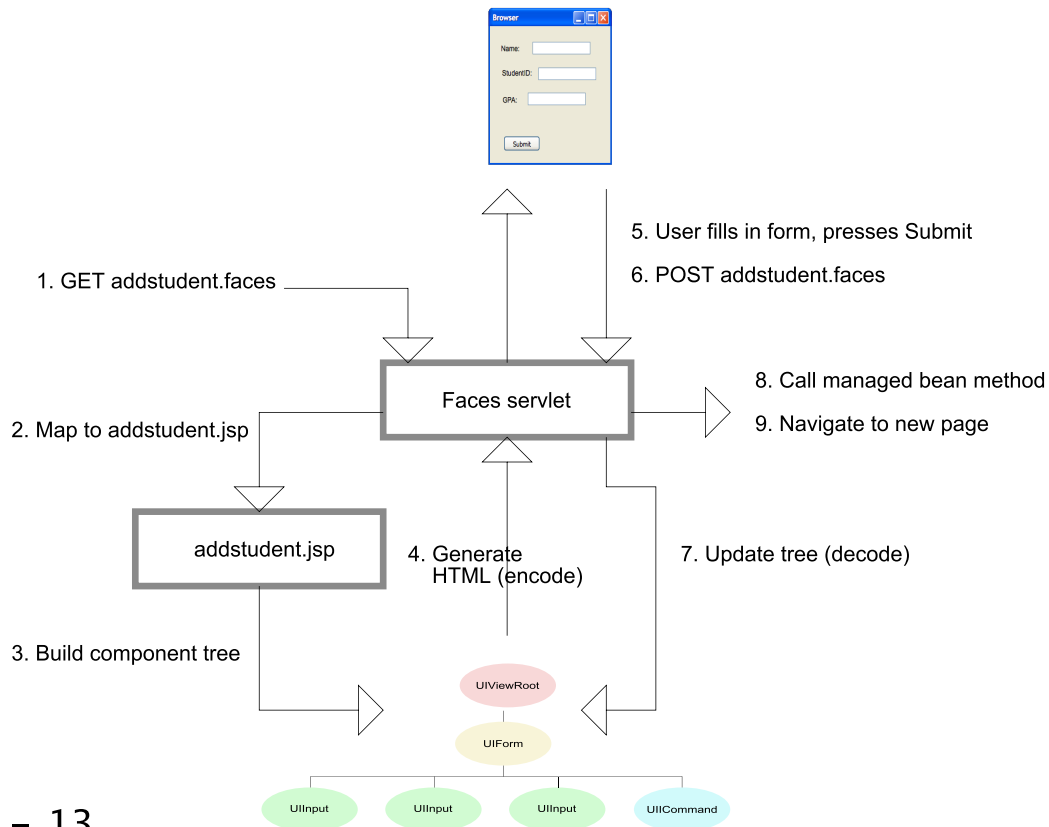 Browser
Name:
StudentID:
GPA:
Submit
5. User fills in form, presses Submit
1. GET addstudent.faces
6. POST addstudent.faces
Faces servlet
8. Call managed bean method
9. Navigate to new page
2. Map to addstudent.jsp
addstudent.jsp
4. Generate
HTML (encode)
7. Update tree (decode)
3. Build component tree
UIViewRoot
UIForm
UIInput
UIInput
UIInput
UIICommand
– 13